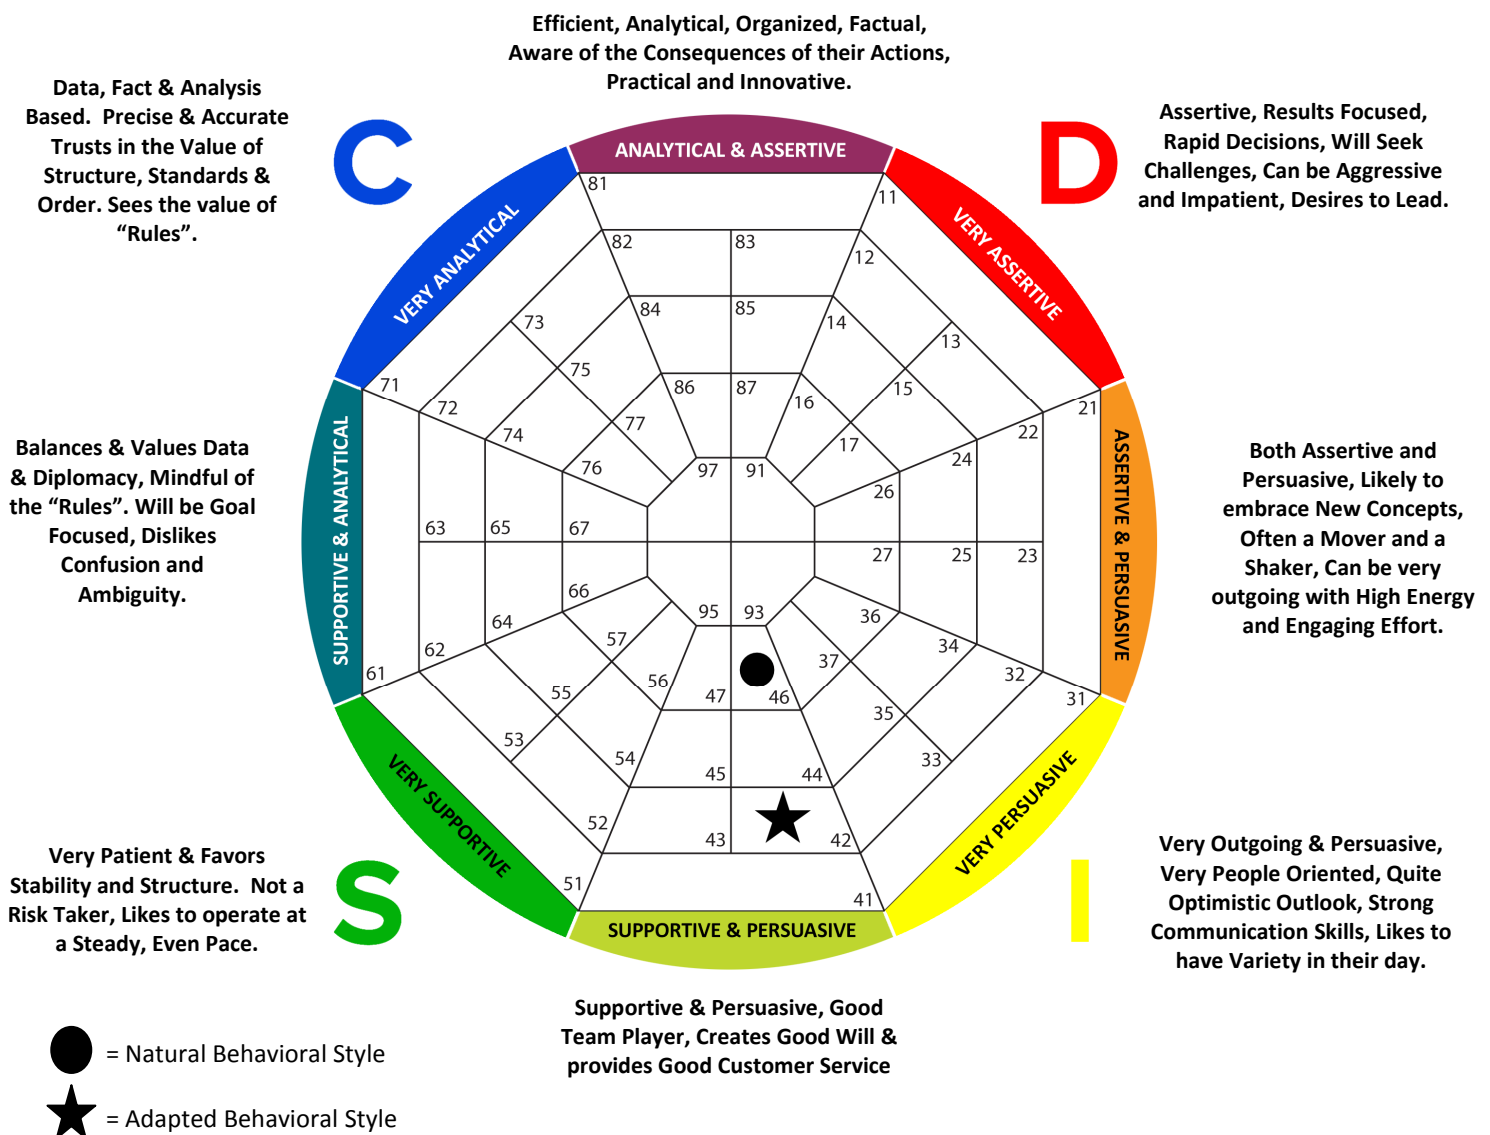 Efficient, Analytical, Organized, Factual,
Aware of the Consequences of their Actions,
Practical and Innovative.
Data, Fact & Analysis
Based.  Precise & Accurate
Trusts in the Value of
Structure, Standards &
Order. Sees the value of
“Rules”.
C
D
Assertive, Results Focused,
Rapid Decisions, Will Seek
Challenges, Can be Aggressive
and Impatient, Desires to Lead.
ANALYTICAL & ASSERTIVE
VERY ANALYTICAL
VERY ASSERTIVE
81
11
82
83
12
73
84
85
14
13
75
15
71
86
87
16
21
72
77
17
22
74
76
97
91
24
26
63
65
67
27
25
23
66
95
93
36
64
57
34
62
56
37
32
61
55
47
46
35
31
53
54
45
44
33
52
43
42
51
41
SUPPORTIVE & ANALYTICAL
ASSERTIVE & PERSUASIVE
Balances & Values Data
& Diplomacy, Mindful of
the “Rules”. Will be Goal
Focused, Dislikes
Confusion and
Ambiguity.
Both Assertive and
Persuasive, Likely to
embrace New Concepts,
Often a Mover and a
Shaker, Can be very
outgoing with High Energy
and Engaging Effort.
VERY SUPPORTIVE
VERY PERSUASIVE
SUPPORTIVE & PERSUASIVE
Very Patient & Favors
Stability and Structure.  Not a
Risk Taker, Likes to operate at
a Steady, Even Pace.
S
I
Very Outgoing & Persuasive,
Very People Oriented, Quite
Optimistic Outlook, Strong
Communication Skills, Likes to
have Variety in their day.
Supportive & Persuasive, Good
Team Player, Creates Good Will &
provides Good Customer Service
= Natural Behavioral Style
= Adapted Behavioral Style